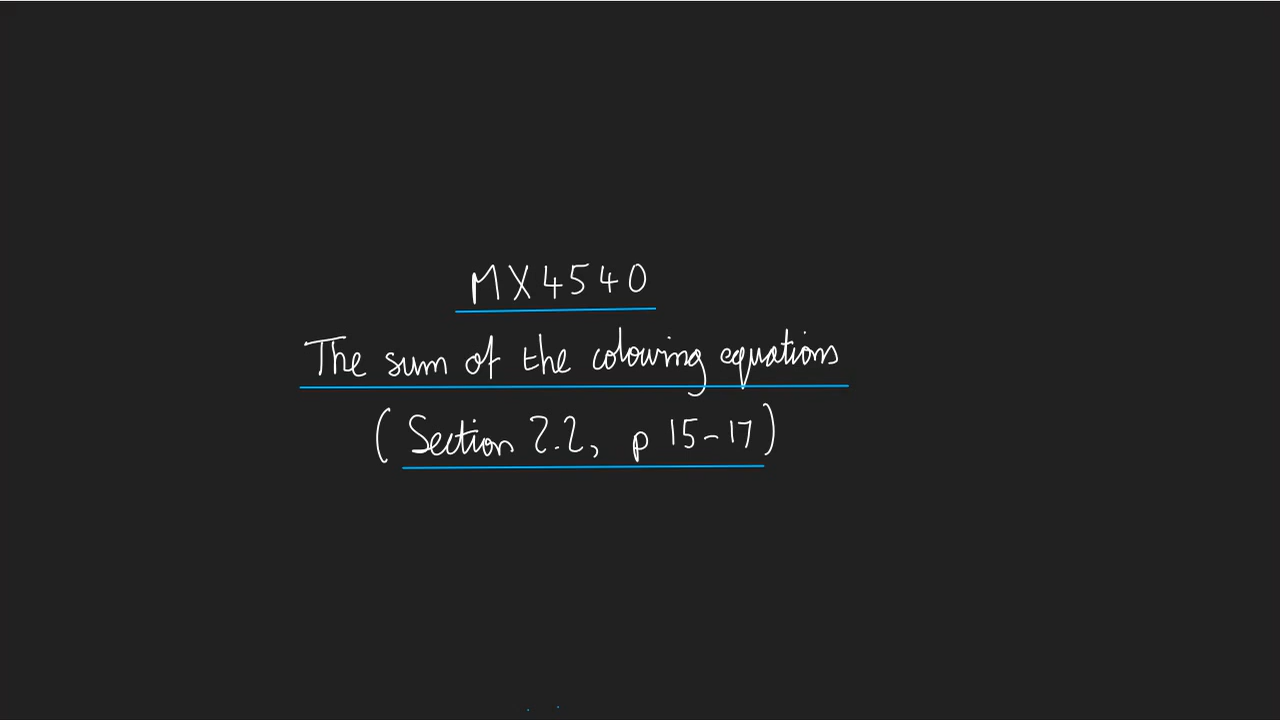 MX4540
The sum of the colouring equations
(Section 2.2, p 15-17)